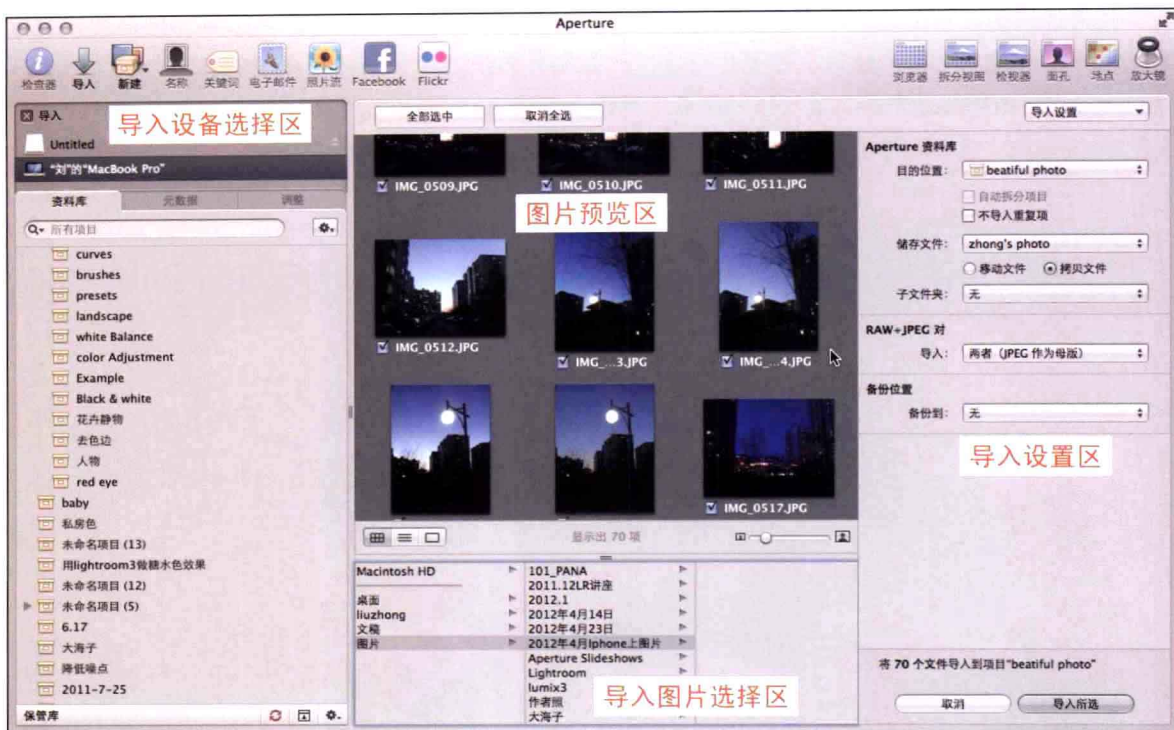 Aperture
检查器 导入 新建 名称 关键词 电子邮件 照片流 Facebook Flickr
浏览器 拆分视图 检视器 面孔 地点 放大镜
导入
导入设备选择区
Untitled
“刘”的“MacBook Pro”
资料库 元数据 调整
所有项目
curves
brushes
presets
landscape
white Balance
color Adjustment
Example
Black & white
花卉静物
去色边
人物
red eye
baby
私房色
未命名项目 (13)
用lightroom3做糖水色效果
未命名项目 (12)
未命名项目 (5)
6.17
大海子
降低噪点
2011-7-25
保管库
全部选中 取消全选
IMG_0509.JPG IMG_0510.JPG IMG_0511.JPG
图片预览区
IMG_0512.JPG IMG_...3.JPG IMG_...4.JPG
IMG_0517.JPG
显示出 70 项
Macintosh HD
桌面
liuzhong
文稿
图片
101_PANA
2011.12LR讲座
2012.1
2012年4月14日
2012年4月23日
2012年4月Iphone上图片
Aperture Slideshows
Lightroom
lumix3
作者照
大海子
导入图片选择区
导入设置
Aperture 资料库
目的位置: beatiful photo
自动拆分项目
不导入重复项
储存文件: zhong's photo
移动文件 拷贝文件
子文件夹: 无
RAW+JPEG 对
导入: 两者（JPEG 作为母版）
备份位置
备份到: 无
导入设置区
将 70 个文件导入到项目“beatiful photo”
取消 导入所选